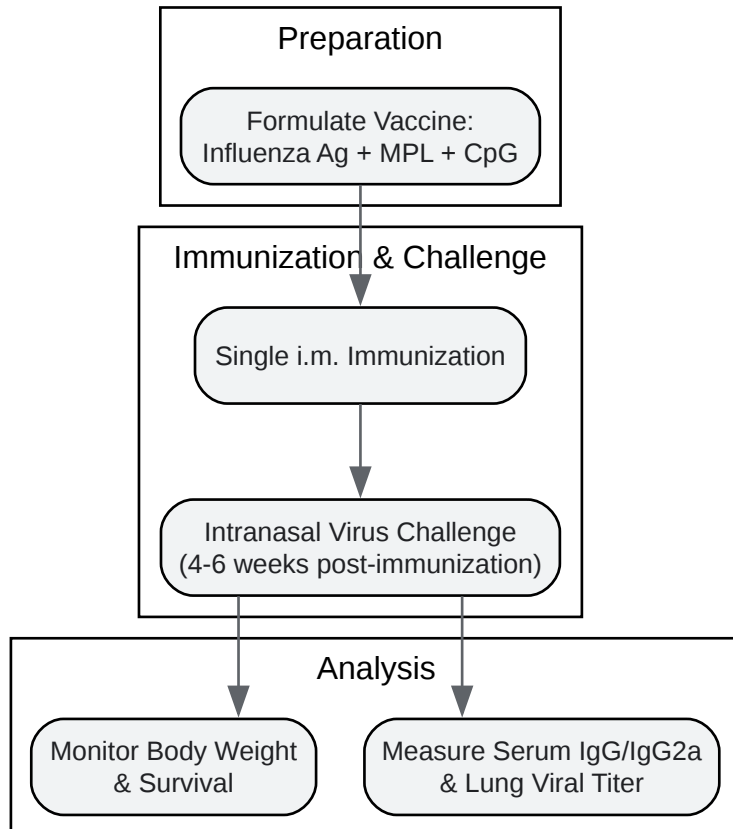 Preparation
Formulate Vaccine:
Influenza Ag + MPL + CpG
Immunization & Challenge
Single i.m. Immunization
Intranasal Virus Challenge
(4-6 weeks post-immunization)
Analysis
Monitor Body Weight
& Survival
Measure Serum IgG/IgG2a
& Lung Viral Titer